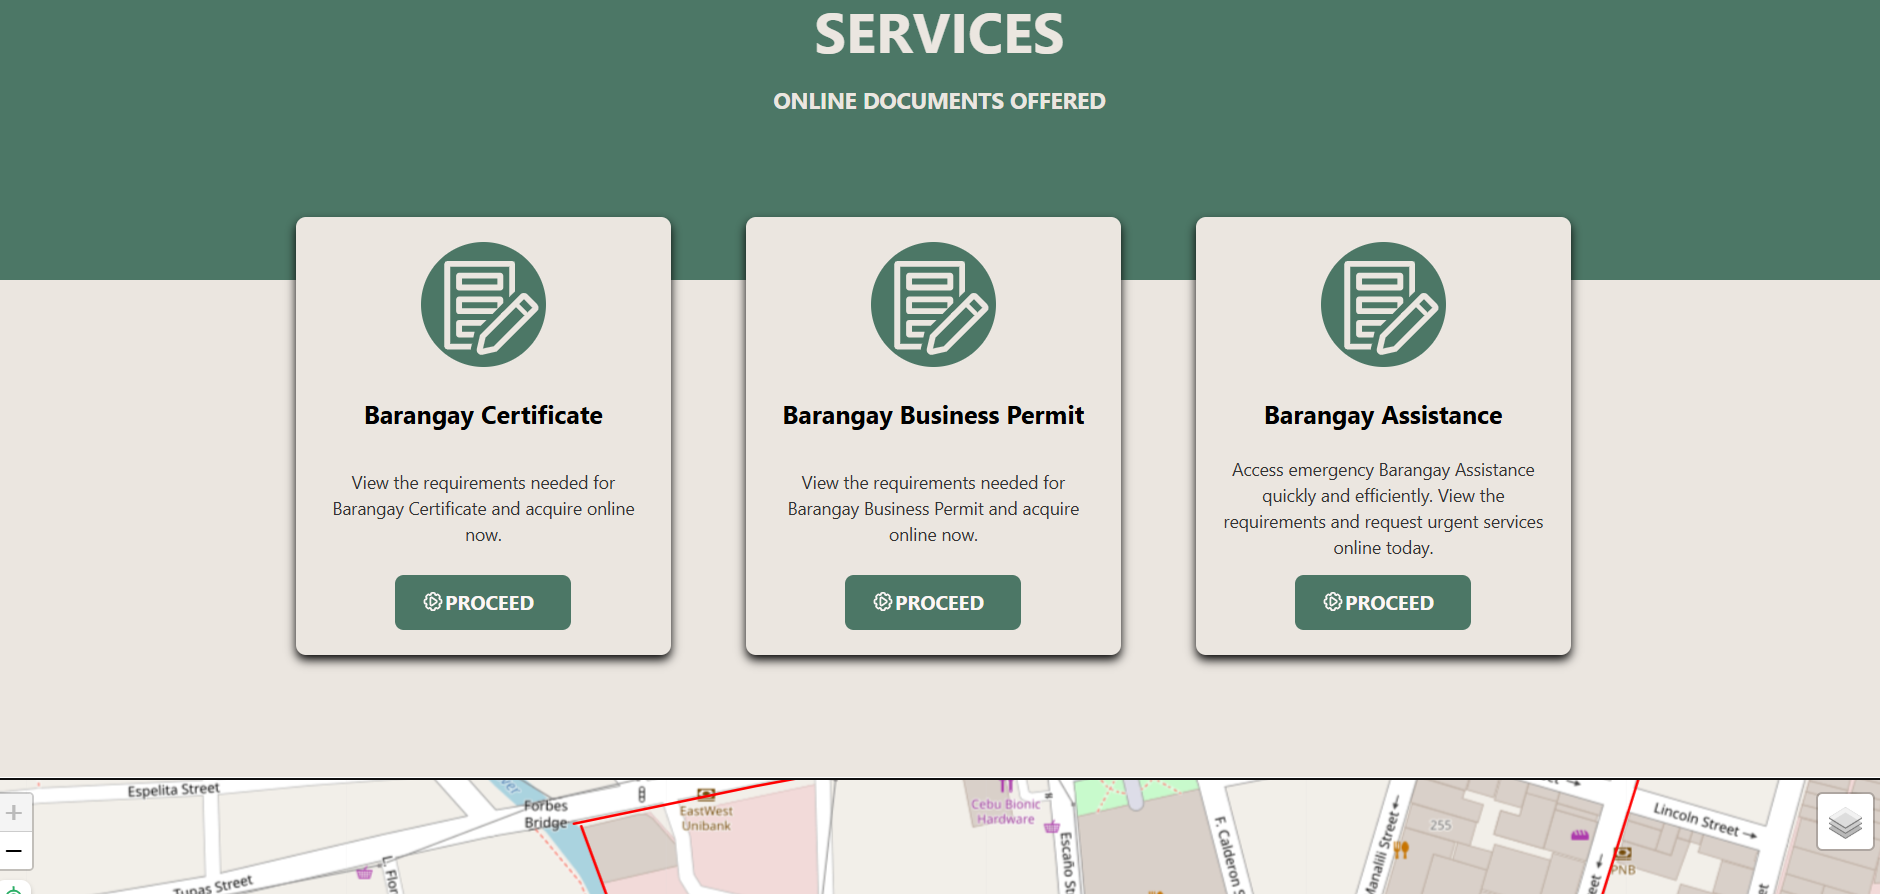 SERVICES
ONLINE DOCUMENTS OFFERED
Barangay Certificate
View the requirements needed for
Barangay Certificate and acquire online
now.
PROCEED
Barangay Business Permit
View the requirements needed for
Barangay Business Permit and acquire
online now.
PROCEED
Barangay Assistance
Access emergency Barangay Assistance
quickly and efficiently. View the
requirements and request urgent services
online today.
PROCEED
Espelita Street
Forbes
Bridge
EastWest
Unibank
Cebu Bionic
Hardware
Escaño St
F. Calderon S
Manalili Street
255
Lincoln Street
PNB
L. Flor
Tupas Street
+
−